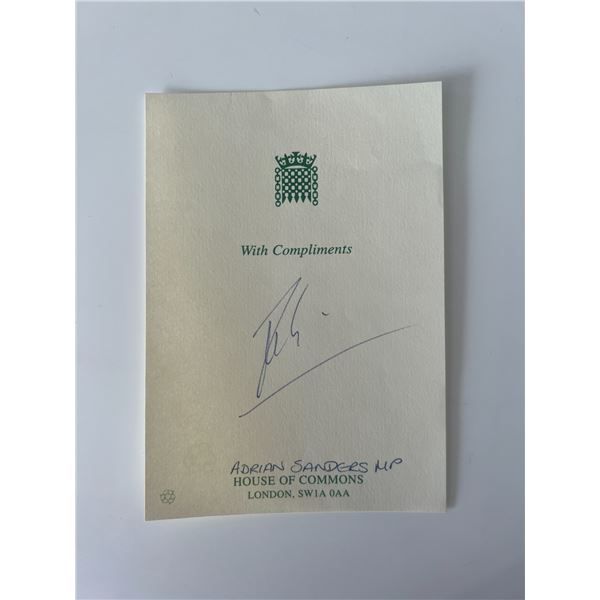 With Compliments
ADRIAN SANDERS MP
HOUSE OF COMMONS
LONDON, SW1A 0AA